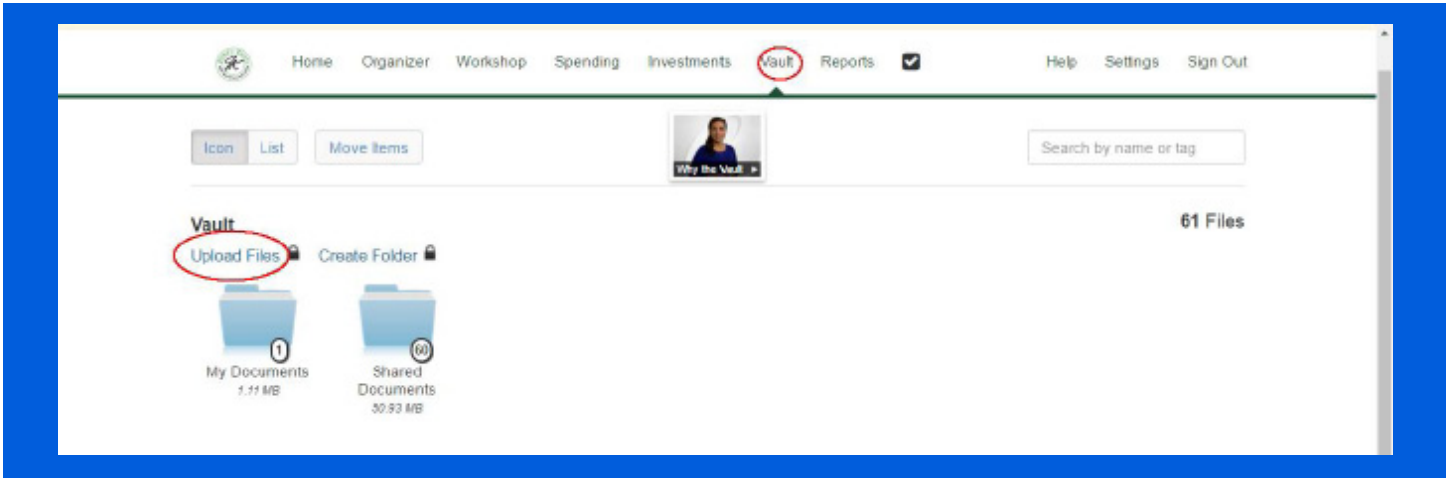 Home Organizer Workshop Spending Investments Vault Reports Help Settings Sign Out
Icon List Move Items Search by name or tag
Why the Vault
Vault 61 Files
Upload Files Create Folder
1 60
My Documents Shared Documents
1.11 MB 50.93 MB